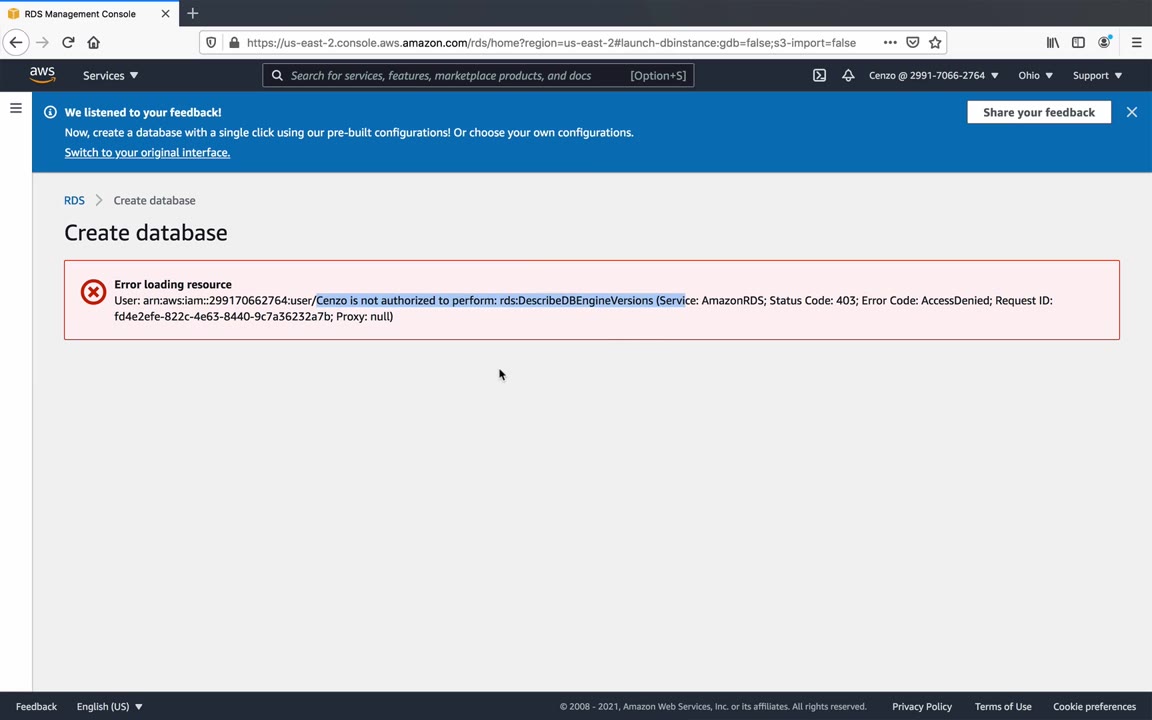 RDS Management Console
https://us-east-2.console.aws.amazon.com/rds/home?region=us-east-2#launch-dbinstance:gdb=false;s3-import=false
aws
Services
Search for services, features, marketplace products, and docs
[Option+S]
Cenzo @ 2991-7066-2764
Ohio
Support
We listened to your feedback!
Now, create a database with a single click using our pre-built configurations! Or choose your own configurations.
Switch to your original interface.
Share your feedback
RDS
Create database
Create database
Error loading resource
User: arn:aws:iam::299170662764:user/Cenzo is not authorized to perform: rds:DescribeDBEngineVersions (Service: AmazonRDS; Status Code: 403; Error Code: AccessDenied; Request ID:
fd4e2efe-822c-4e63-8440-9c7a36232a7b; Proxy: null)
Feedback
English (US)
© 2008 - 2021, Amazon Web Services, Inc. or its affiliates. All rights reserved.
Privacy Policy
Terms of Use
Cookie preferences